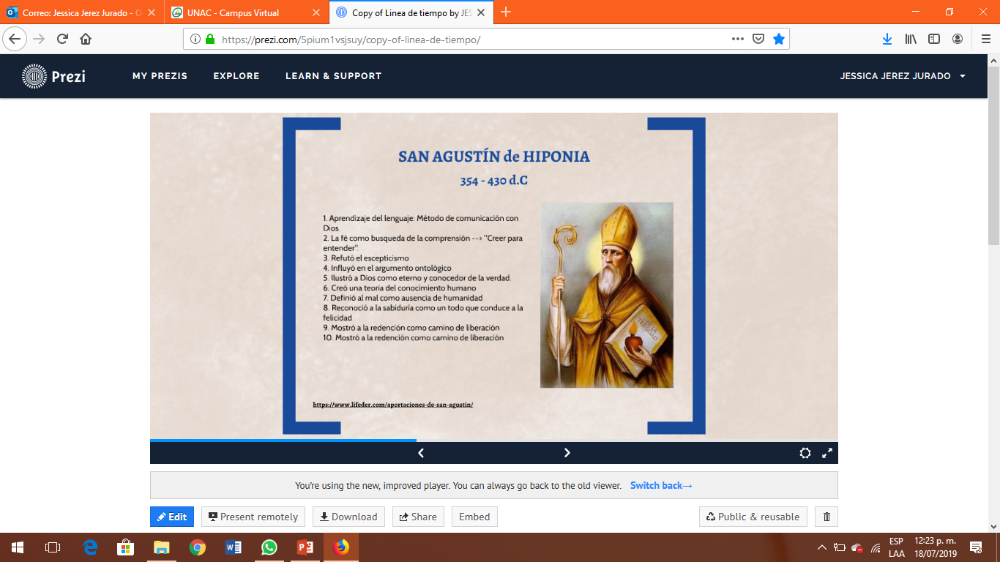 Correo: Jessica Jerez Jurado - O
UNAC - Campus Virtual
Copy of Linea de tiempo by JES
https://prezi.com/5pium1vsjsuy/copy-of-linea-de-tiempo/
Prezi
MY PREZIS
EXPLORE
LEARN & SUPPORT
JESSICA JEREZ JURADO
SAN AGUSTÍN de HIPONIA
354 - 430 d.C
1. Aprendizaje del lenguaje: Método de comunicación con
Dios.
2. La fé como busqueda de la comprensión --> "Creer para
entender".
3. Refutó el escepticismo
4. Influyó en el argumento ontológico
5. Ilustró a Dios como eterno y conocedor de la verdad.
6. Creó una teoría del conocimiento humano
7. Definió al mal como ausencia de humanidad
8. Reconoció a la sabiduría como un todo que conduce a la
felicidad
9. Mostró a la redención como camino de liberación
10. Mostró a la redención como camino de liberación
DE LA
TRINIDAD
https://www.lifeder.com/aportaciones-de-san-agustin/
You're using the new, improved player. You can always go back to the old viewer. Switch back→
Edit
Present remotely
Download
Share
Embed
Public & reusable
ESP
LAA
12:23 p. m.
18/07/2019